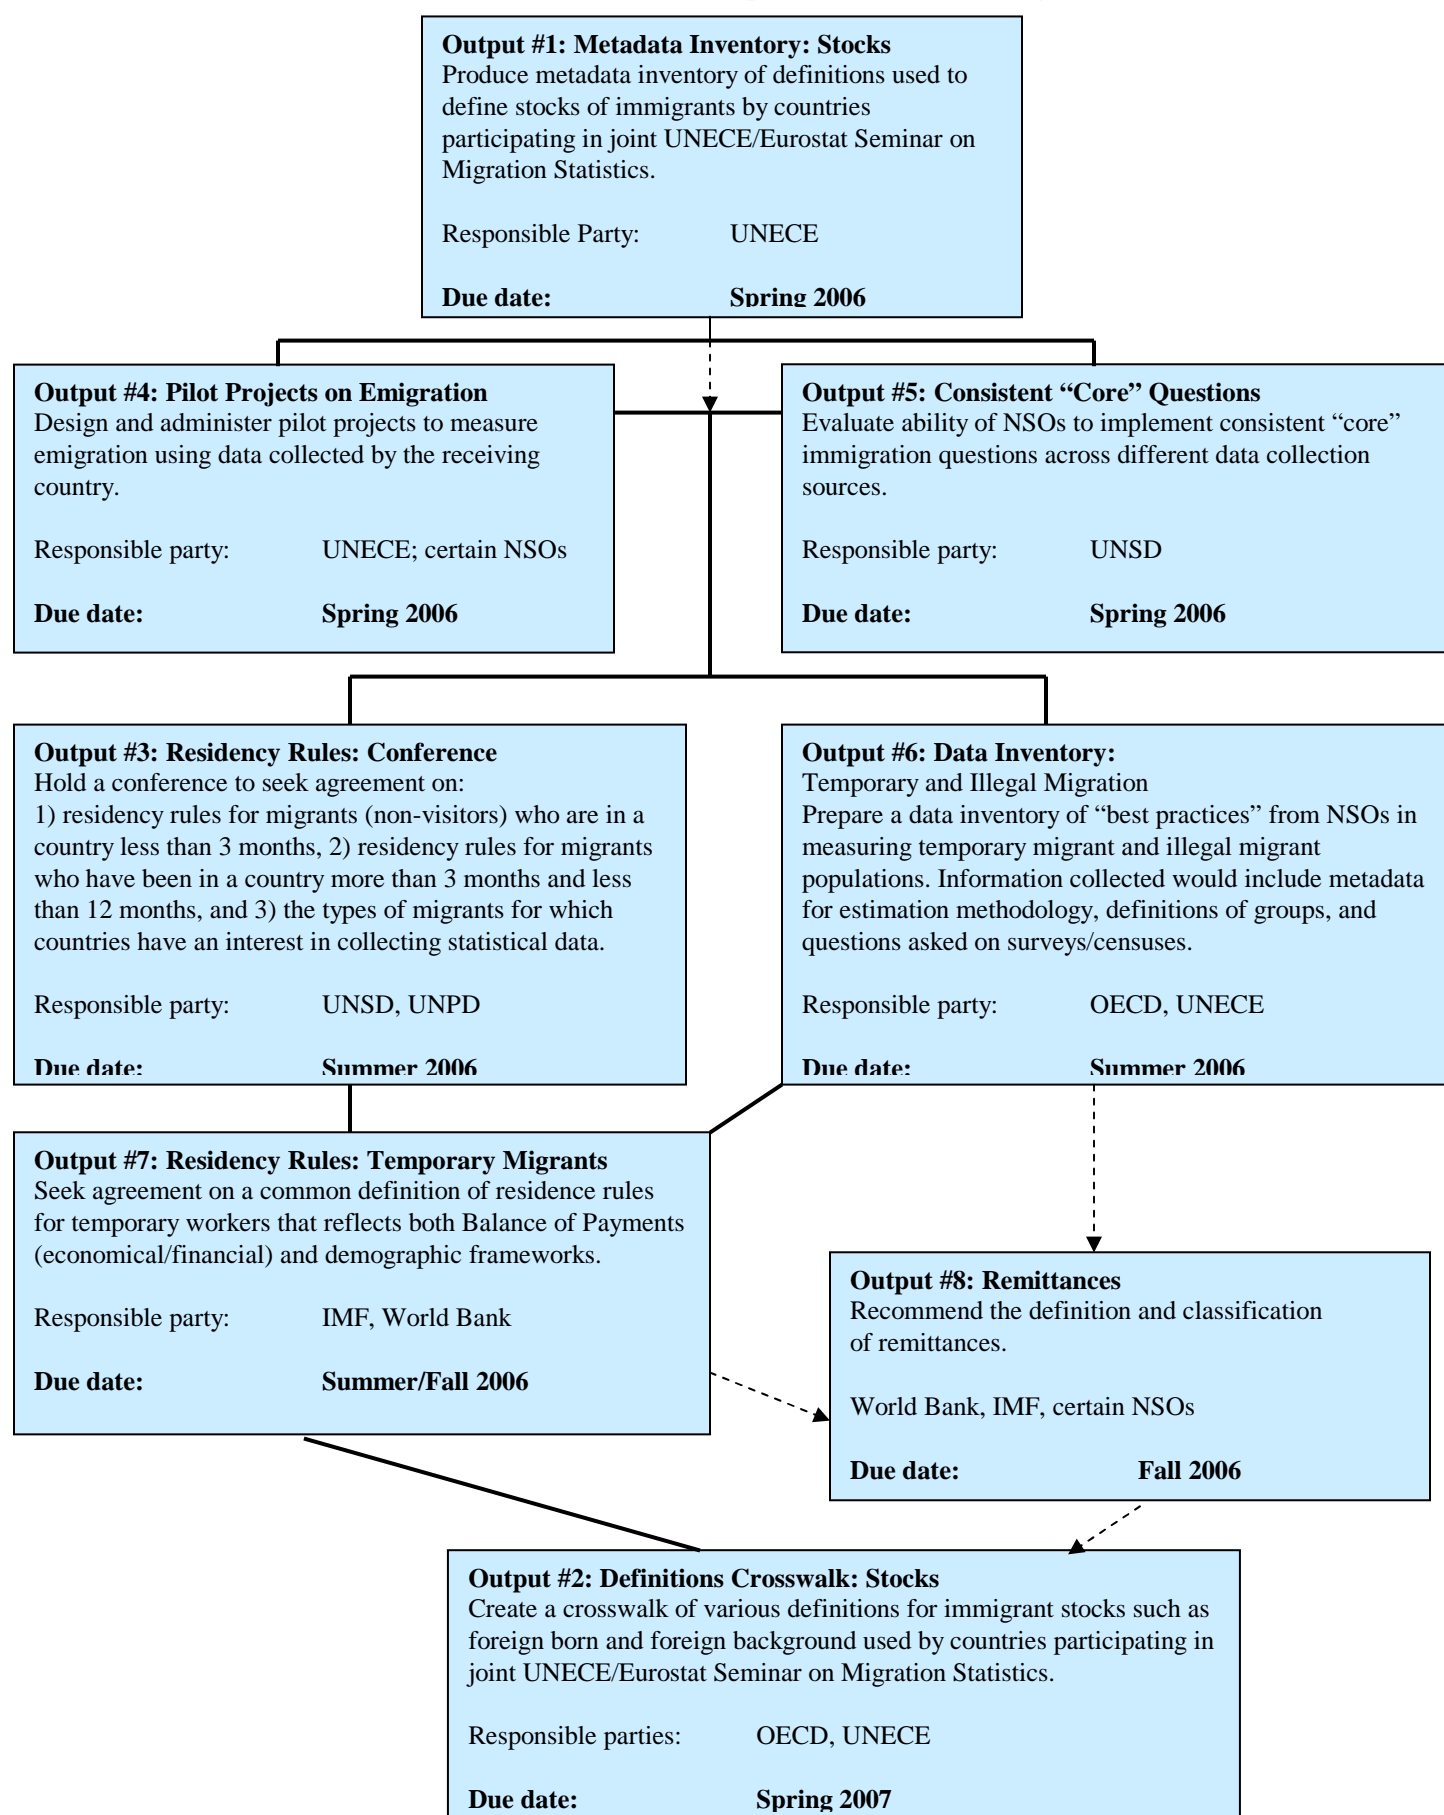 Output #1: Metadata Inventory: Stocks
Produce metadata inventory of definitions used to
define stocks of immigrants by countries
participating in joint UNECE/Eurostat Seminar on
Migration Statistics.
Responsible Party: UNECE
Due date: Spring 2006
Output #4: Pilot Projects on Emigration
Design and administer pilot projects to measure
emigration using data collected by the receiving
country.
Responsible party: UNECE; certain NSOs
Due date: Spring 2006
Output #5: Consistent “Core” Questions
Evaluate ability of NSOs to implement consistent “core”
immigration questions across different data collection
sources.
Responsible party: UNSD
Due date: Spring 2006
Output #3: Residency Rules: Conference
Hold a conference to seek agreement on:
1) residency rules for migrants (non-visitors) who are in a
country less than 3 months, 2) residency rules for migrants
who have been in a country more than 3 months and less
than 12 months, and 3) the types of migrants for which
countries have an interest in collecting statistical data.
Responsible party: UNSD, UNPD
Due date: Summer 2006
Output #6: Data Inventory:
Temporary and Illegal Migration
Prepare a data inventory of “best practices” from NSOs in
measuring temporary migrant and illegal migrant
populations. Information collected would include metadata
for estimation methodology, definitions of groups, and
questions asked on surveys/censuses.
Responsible party: OECD, UNECE
Due date: Summer 2006
Output #7: Residency Rules: Temporary Migrants
Seek agreement on a common definition of residence rules
for temporary workers that reflects both Balance of Payments
(economical/financial) and demographic frameworks.
Responsible party: IMF, World Bank
Due date: Summer/Fall 2006
Output #8: Remittances
Recommend the definition and classification
of remittances.
World Bank, IMF, certain NSOs
Due date: Fall 2006
Output #2: Definitions Crosswalk: Stocks
Create a crosswalk of various definitions for immigrant stocks such as
foreign born and foreign background used by countries participating in
joint UNECE/Eurostat Seminar on Migration Statistics.
Responsible parties: OECD, UNECE
Due date: Spring 2007